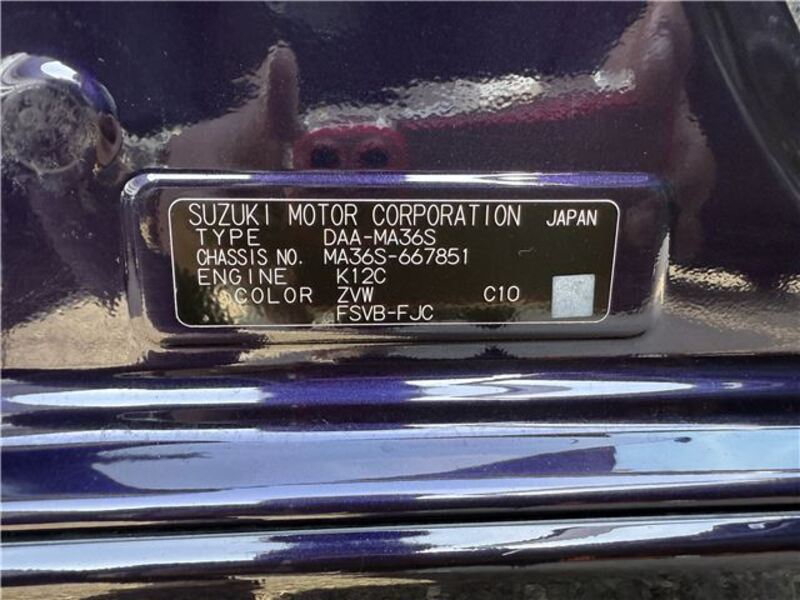 SUZUKI MOTOR CORPORATION JAPAN
TYPE DAA-MA36S
CHASSIS NO. MA36S-667851
ENGINE K12C
COLOR ZVW C10
FSVB-FJC